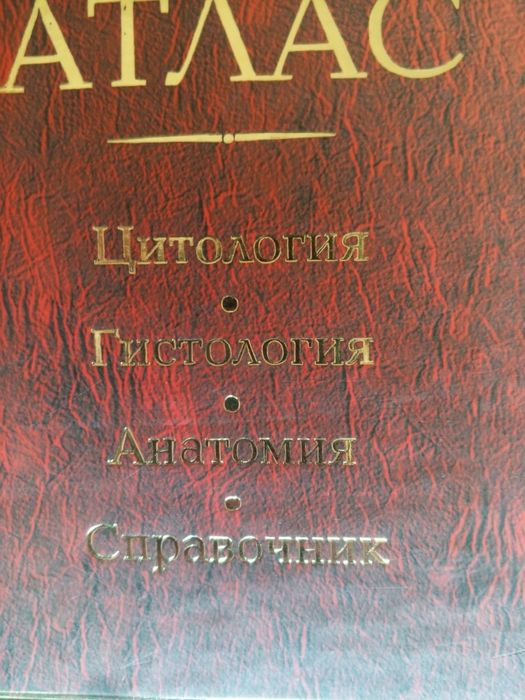 АТЛАС
Цитология
Гистология
Анатомия
Справочник